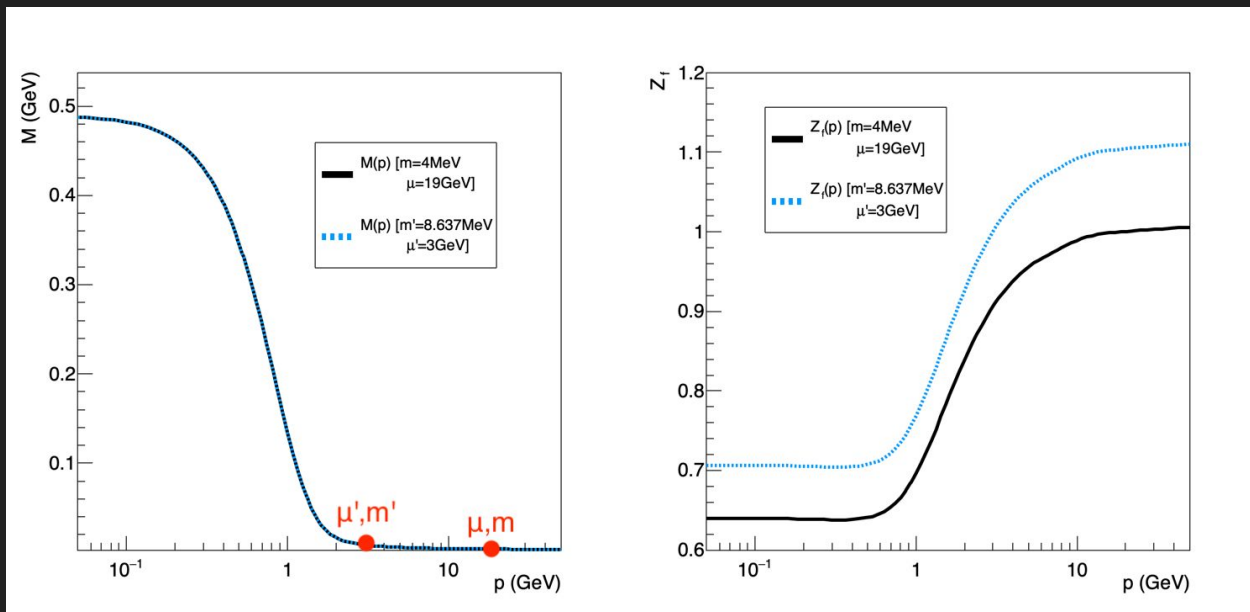 M (GeV)
0.5
0.4
0.3
0.2
0.1
M(p) [m=4MeV
μ=19GeV]
M(p) [m'=8.637MeV
μ'=3GeV]
μ',m'
μ,m
10⁻¹
1
10
p (GeV)
Z_f
1.2
1.1
1
0.9
0.8
0.7
0.6
Z_f(p) [m=4MeV
μ=19GeV]
Z_f(p) [m'=8.637MeV
μ'=3GeV]
10⁻¹
1
10
p (GeV)